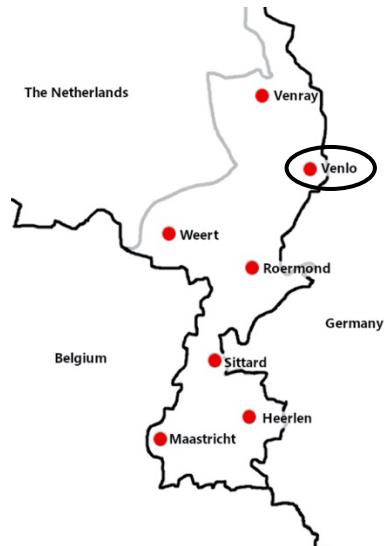 The Netherlands
Venray
Venlo
Weert
Roermond
Germany
Belgium
Sittard
Heerlen
Maastricht